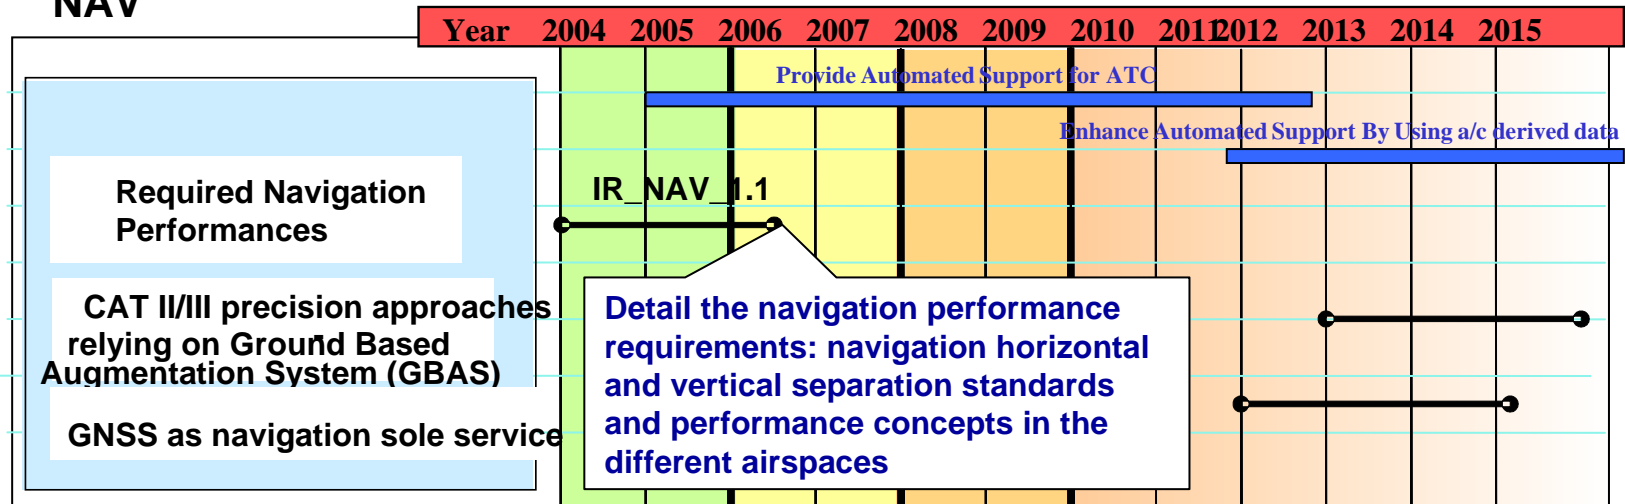 NAV
Year 2004 2005 2006 2007 2008 2009 2010 2011 2012 2013 2014 2015
Provide Automated Support for ATC
Enhance Automated Support By Using a/c derived data
Required Navigation
Performances
IR_NAV_1.1
CAT II/III precision approaches
relying on Ground Based
Augmentation System (GBAS)
GNSS as navigation sole service
Detail the navigation performance
requirements: navigation horizontal
and vertical separation standards
and performance concepts in the
different airspaces